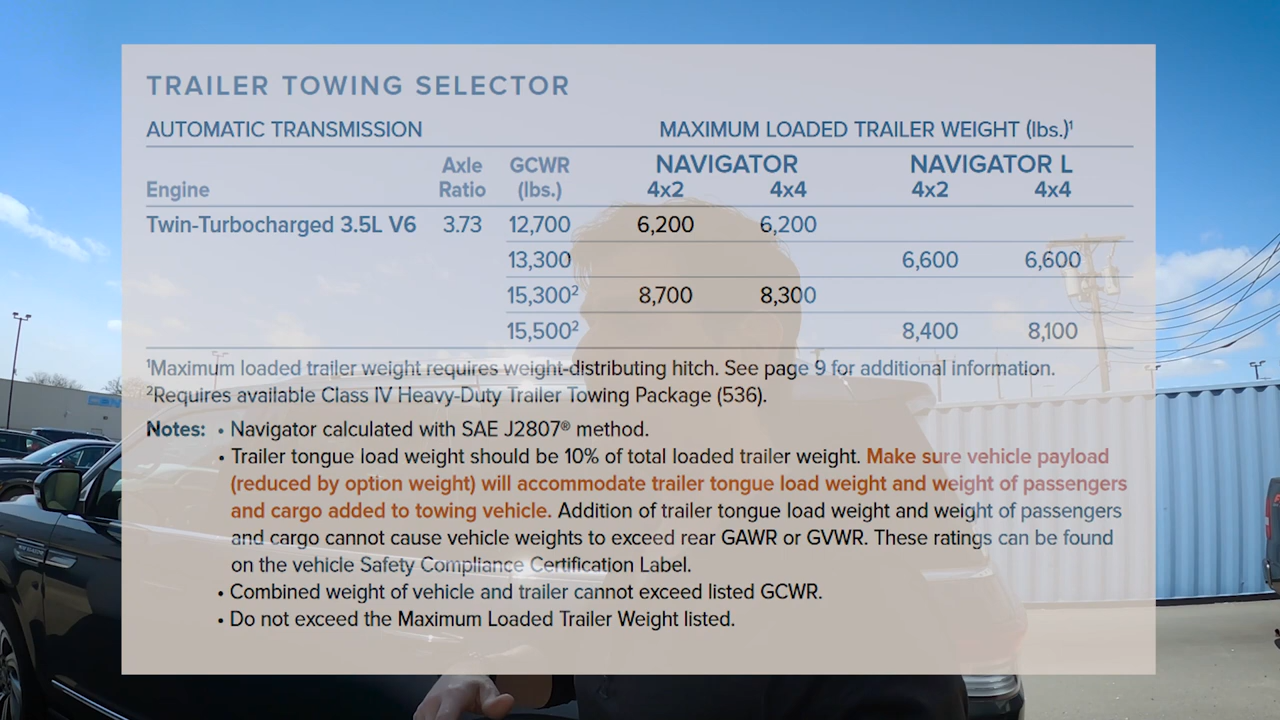 TRAILER TOWING SELECTOR
AUTOMATIC TRANSMISSION MAXIMUM LOADED TRAILER WEIGHT (lbs.)¹
Axle GCWR NAVIGATOR NAVIGATOR L
Engine Ratio (lbs.) 4x2 4x4 4x2 4x4
Twin-Turbocharged 3.5L V6 3.73 12,700 6,200 6,200
13,300 6,600 6,600
15,300² 8,700 8,300
15,500² 8,400 8,100
¹Maximum loaded trailer weight requires weight-distributing hitch. See page 9 for additional information.
²Requires available Class IV Heavy-Duty Trailer Towing Package (536).
Notes: • Navigator calculated with SAE J2807® method.
• Trailer tongue load weight should be 10% of total loaded trailer weight. Make sure vehicle payload
(reduced by option weight) will accommodate trailer tongue load weight and weight of passengers
and cargo added to towing vehicle. Addition of trailer tongue load weight and weight of passengers
and cargo cannot cause vehicle weights to exceed rear GAWR or GVWR. These ratings can be found
on the vehicle Safety Compliance Certification Label.
• Combined weight of vehicle and trailer cannot exceed listed GCWR.
• Do not exceed the Maximum Loaded Trailer Weight listed.